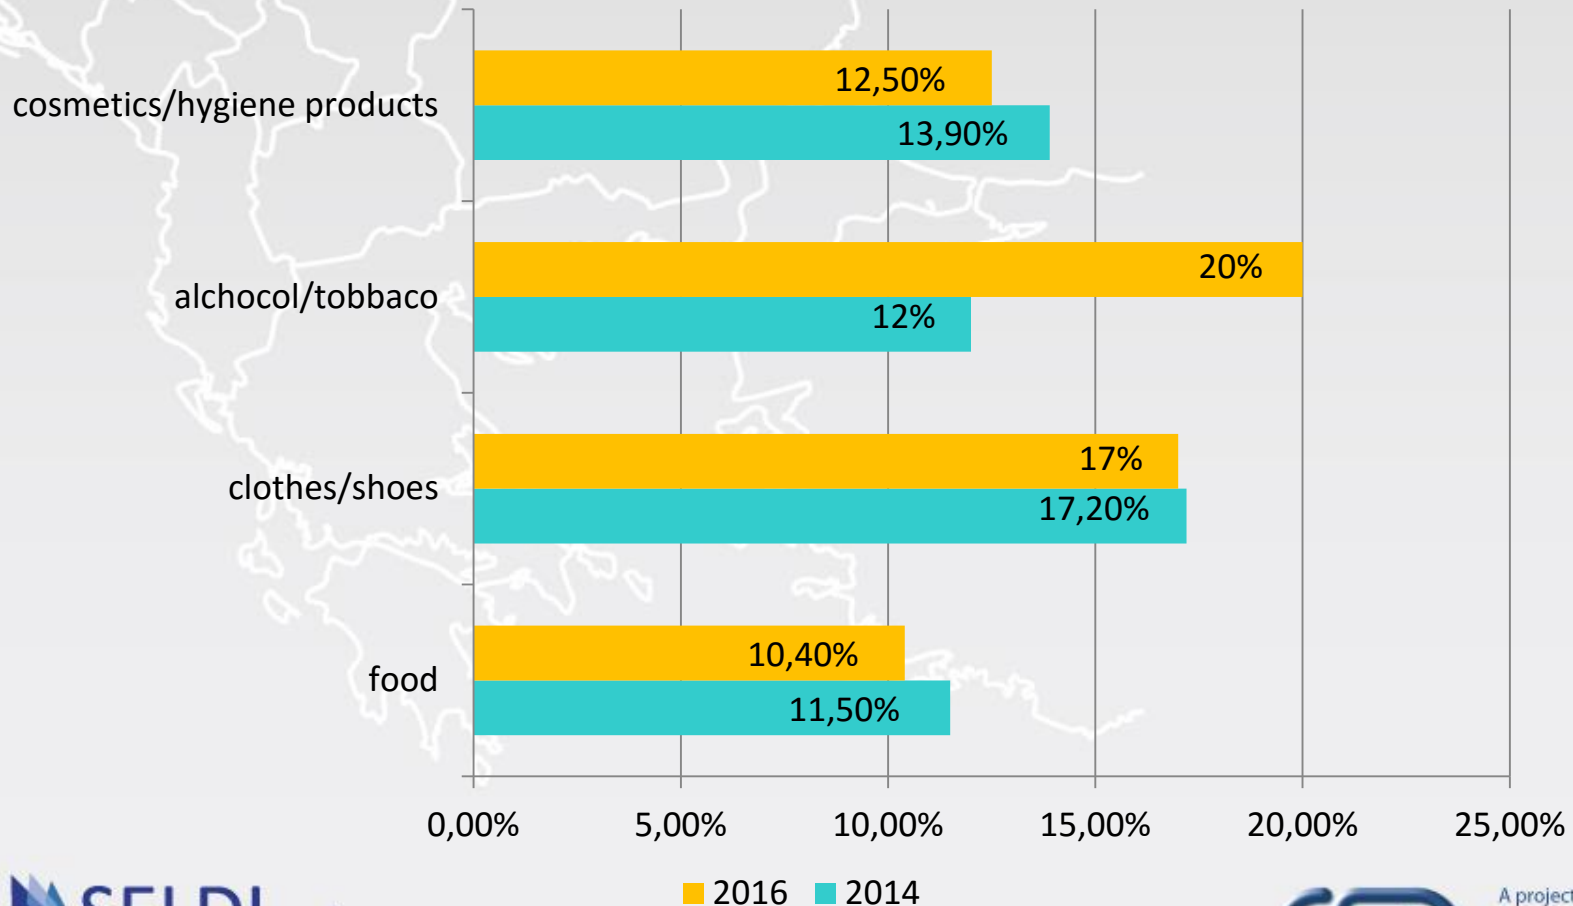 cosmetics/hygiene products
12,50%
13,90%
alchocol/tobbaco
20%
12%
clothes/shoes
17%
17,20%
food
10,40%
11,50%
0,00% 5,00% 10,00% 15,00% 20,00% 25,00%
2016 2014
SELDI
A project